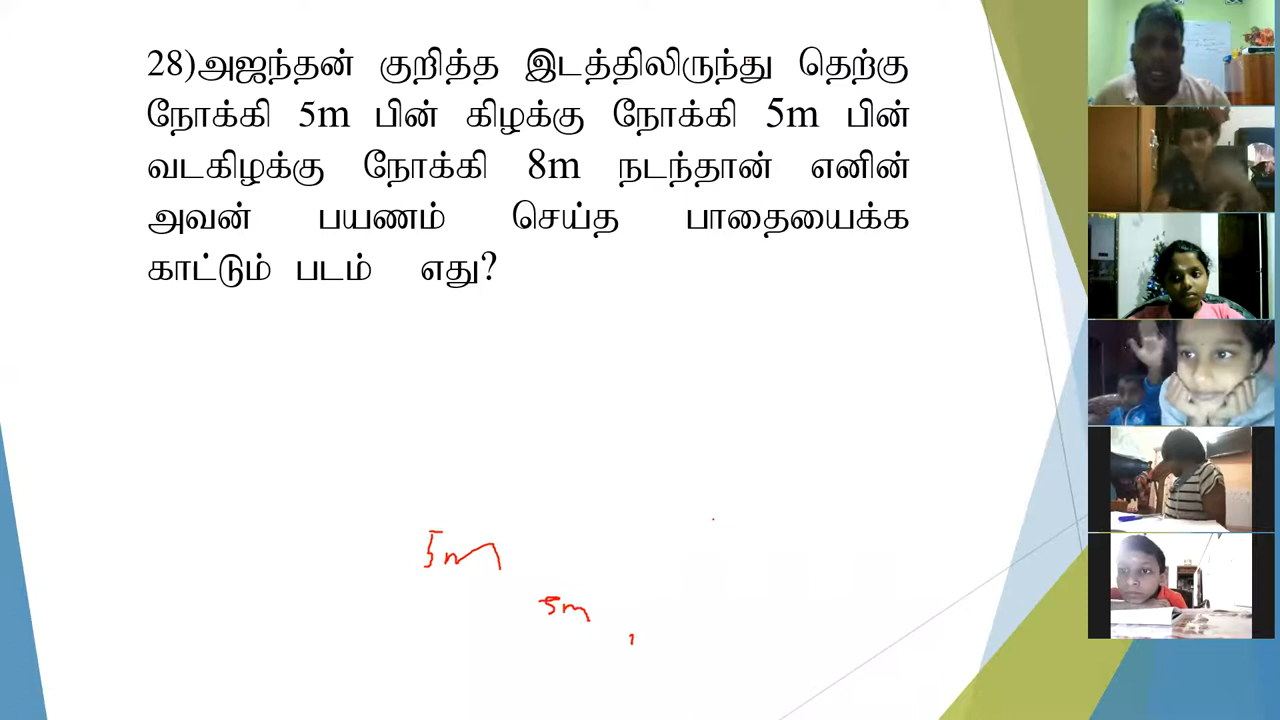 28)அஜந்தன் குறித்த இடத்திலிருந்து தெற்கு
நோக்கி 5m பின் கிழக்கு நோக்கி 5m பின்
வடகிழக்கு நோக்கி 8m நடந்தான் எனின்
அவன் பயணம் செய்த பாதையைக்க
காட்டும் படம் எது?
5m
5m